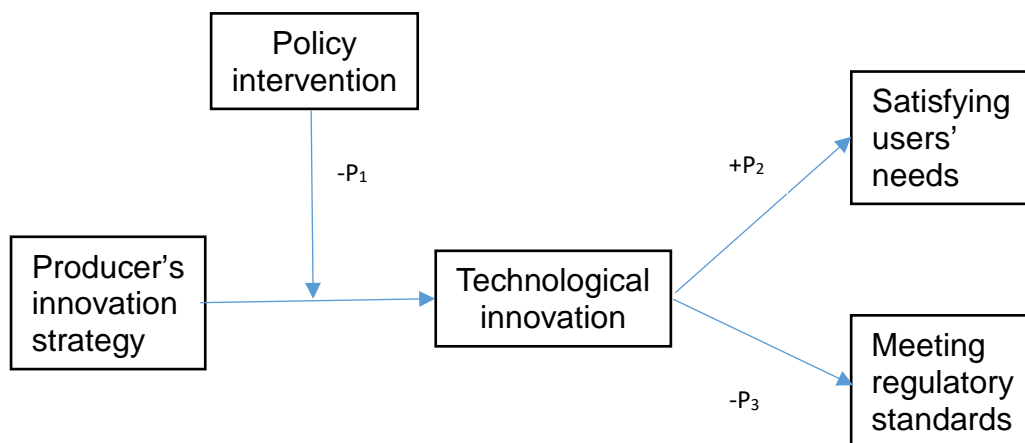 Policy
intervention
-P₁
Producer's
innovation
strategy
Technological
innovation
+P₂
Satisfying
users'
needs
-P₃
Meeting
regulatory
standards